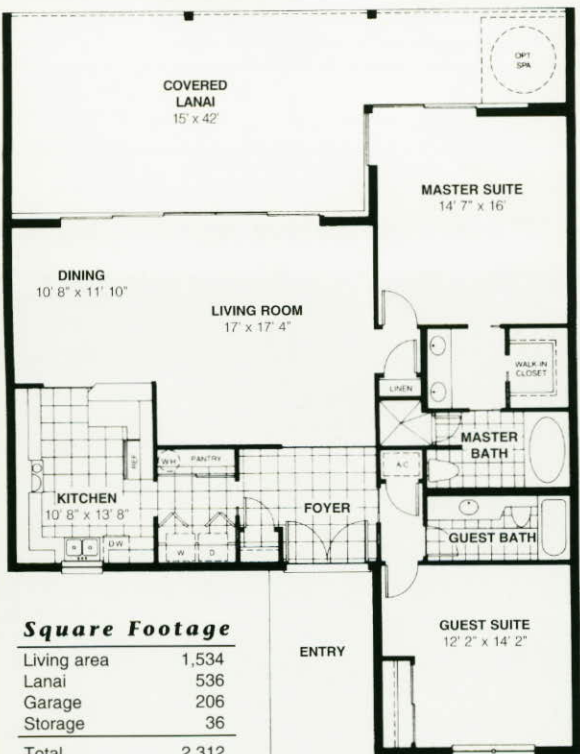 OPT
SPA
COVERED
LANAI
15' x 42'
MASTER SUITE
14' 7" x 16'
DINING
10' 8" x 11' 10"
LIVING ROOM
17' x 17' 4"
WALK-IN
CLOSET
LINEN
MASTER
BATH
REF
WH
PANTRY
A/C
KITCHEN
10' 8" x 13' 8"
FOYER
GUEST BATH
DW
W
D
GUEST SUITE
12' 2" x 14' 2"
ENTRY
Square Footage
Living area 1,534
Lanai 536
Garage 206
Storage 36
Total 2,312